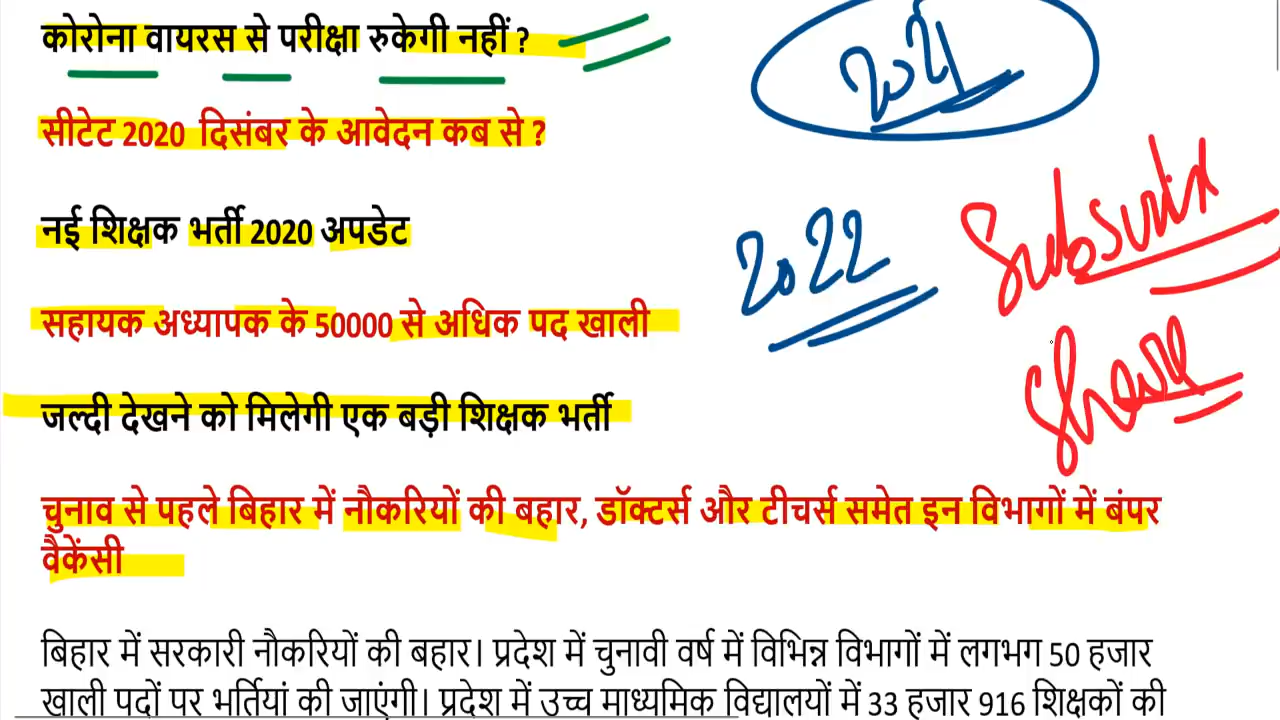 कोरोना वायरस से परीक्षा रुकेगी नहीं ?
2021
सीटेट 2020 दिसंबर के आवेदन कब से ?
नई शिक्षक भर्ती 2020 अपडेट
2022
सहायक अध्यापक के 50000 से अधिक पद खाली
Share
जल्दी देखने को मिलेगी एक बड़ी शिक्षक भर्ती
चुनाव से पहले बिहार में नौकरियों की बहार, डॉक्टर्स और टीचर्स समेत इन विभागों में बंपर
वैकेंसी
बिहार में सरकारी नौकरियों की बहार। प्रदेश में चुनावी वर्ष में विभिन्न विभागों में लगभग 50 हजार
खाली पदों पर भर्तियां की जाएंगी। प्रदेश में उच्च माध्यमिक विद्यालयों में 33 हजार 916 शिक्षकों की